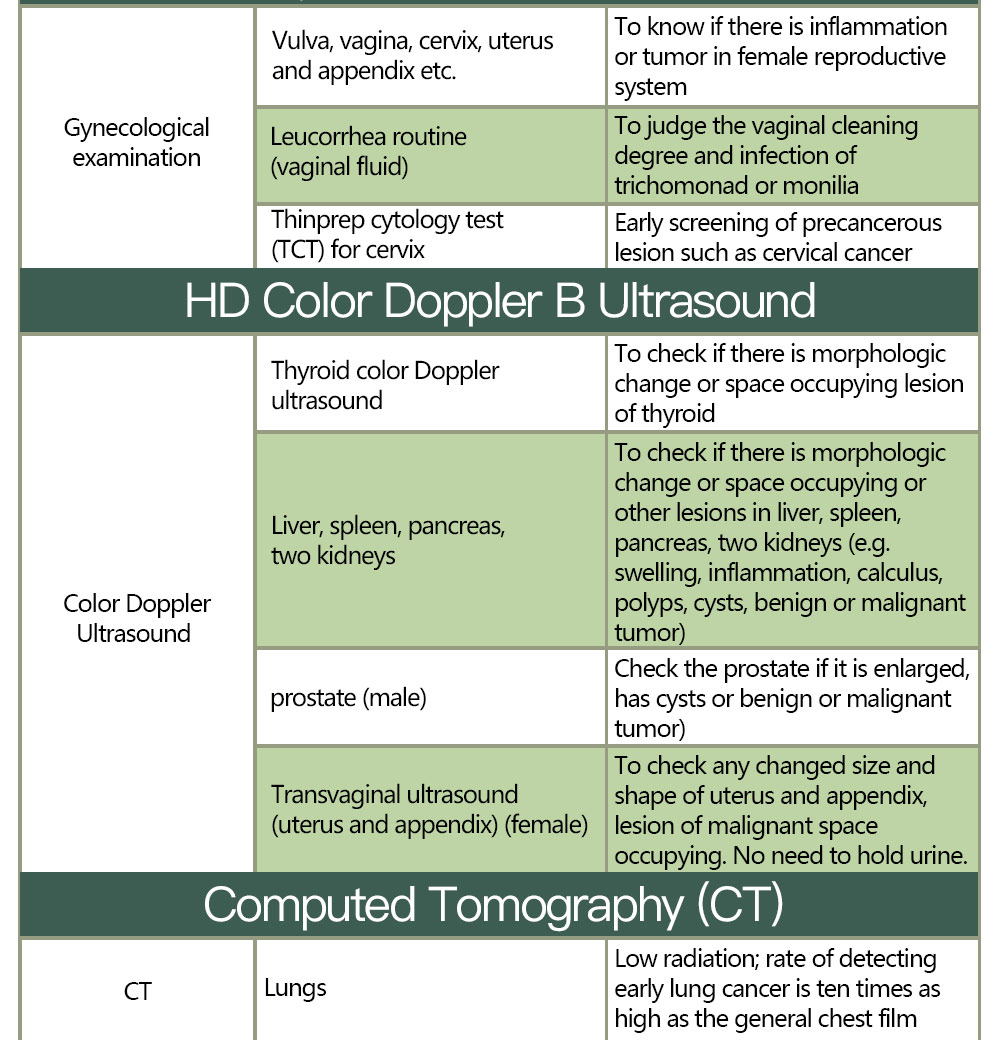 Gynecological
examination
Vulva, vagina, cervix, uterus
and appendix etc.
To know if there is inflammation
or tumor in female reproductive
system
Leucorrhea routine
(vaginal fluid)
To judge the vaginal cleaning
degree and infection of
trichomonad or monilia
Thinprep cytology test
(TCT) for cervix
Early screening of precancerous
lesion such as cervical cancer
HD Color Doppler B Ultrasound
Color Doppler
Ultrasound
Thyroid color Doppler
ultrasound
To check if there is morphologic
change or space occupying lesion
of thyroid
Liver, spleen, pancreas,
two kidneys
To check if there is morphologic
change or space occupying or
other lesions in liver, spleen,
pancreas, two kidneys (e.g.
swelling, inflammation, calculus,
polyps, cysts, benign or malignant
tumor)
prostate (male)
Check the prostate if it is enlarged,
has cysts or benign or malignant
tumor)
Transvaginal ultrasound
(uterus and appendix) (female)
To check any changed size and
shape of uterus and appendix,
lesion of malignant space
occupying. No need to hold urine.
Computed Tomography (CT)
CT
Lungs
Low radiation; rate of detecting
early lung cancer is ten times as
high as the general chest film